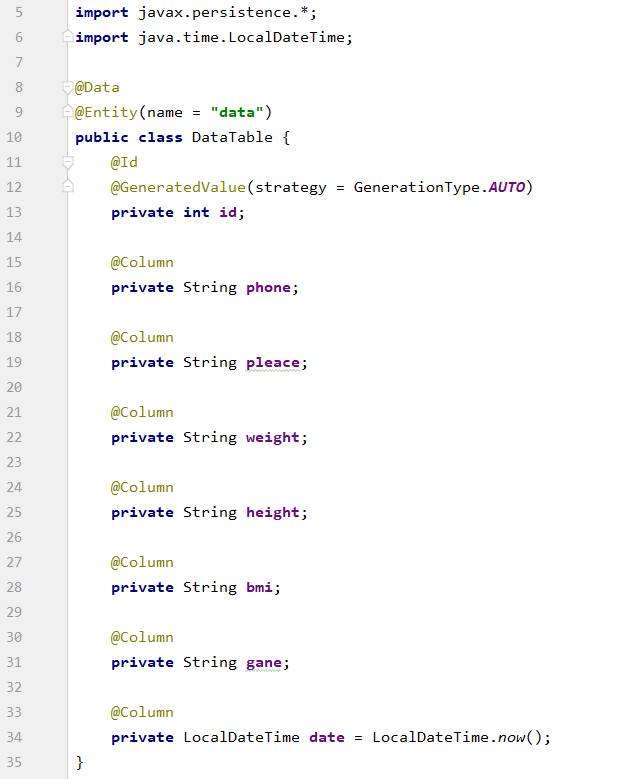 5 import javax.persistence.*;
6 import java.time.LocalDateTime;
7
8 @Data
9 @Entity(name = "data")
10 public class DataTable {
11 @Id
12 @GeneratedValue(strategy = GenerationType.AUTO)
13 private int id;
14
15 @Column
16 private String phone;
17
18 @Column
19 private String pleace;
20
21 @Column
22 private String weight;
23
24 @Column
25 private String height;
26
27 @Column
28 private String bmi;
29
30 @Column
31 private String gane;
32
33 @Column
34 private LocalDateTime date = LocalDateTime.now();
35 }